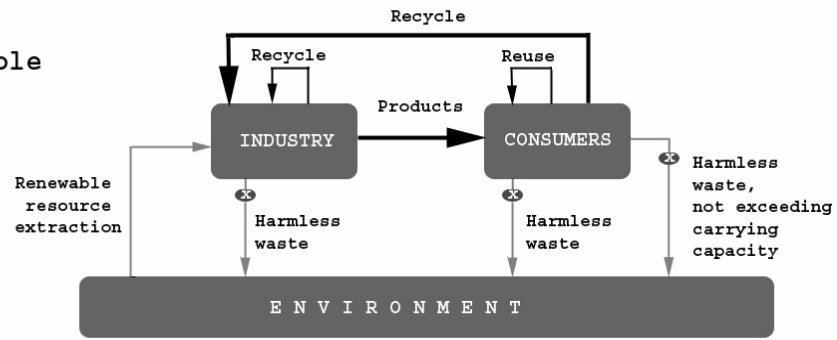 Recycle
Recycle
Reuse
Products
INDUSTRY
CONSUMERS
x
x
x
Renewable
resource
extraction
Harmless
waste
Harmless
waste
Harmless
waste,
not exceeding
carrying
capacity
ENVIRONMENT